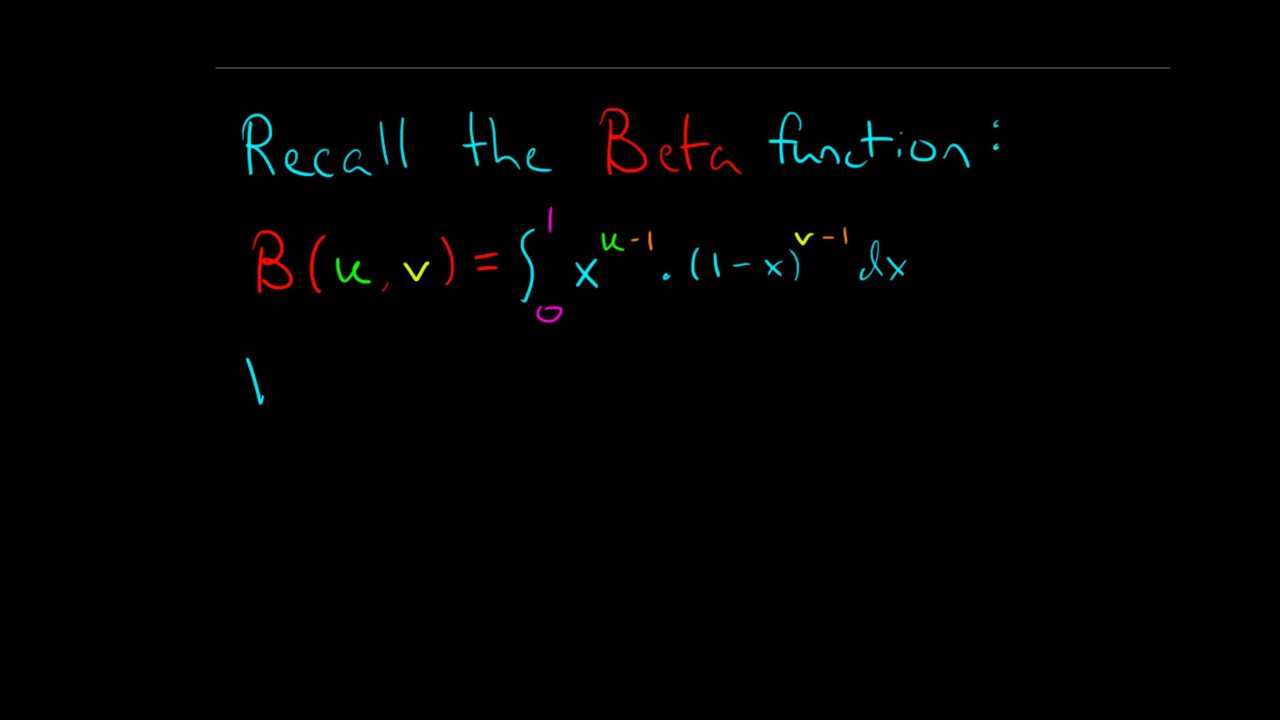 Recall the Beta function:
B(u,v) = ∫₀¹ x^{u-1} · (1-x)^{v-1} dx